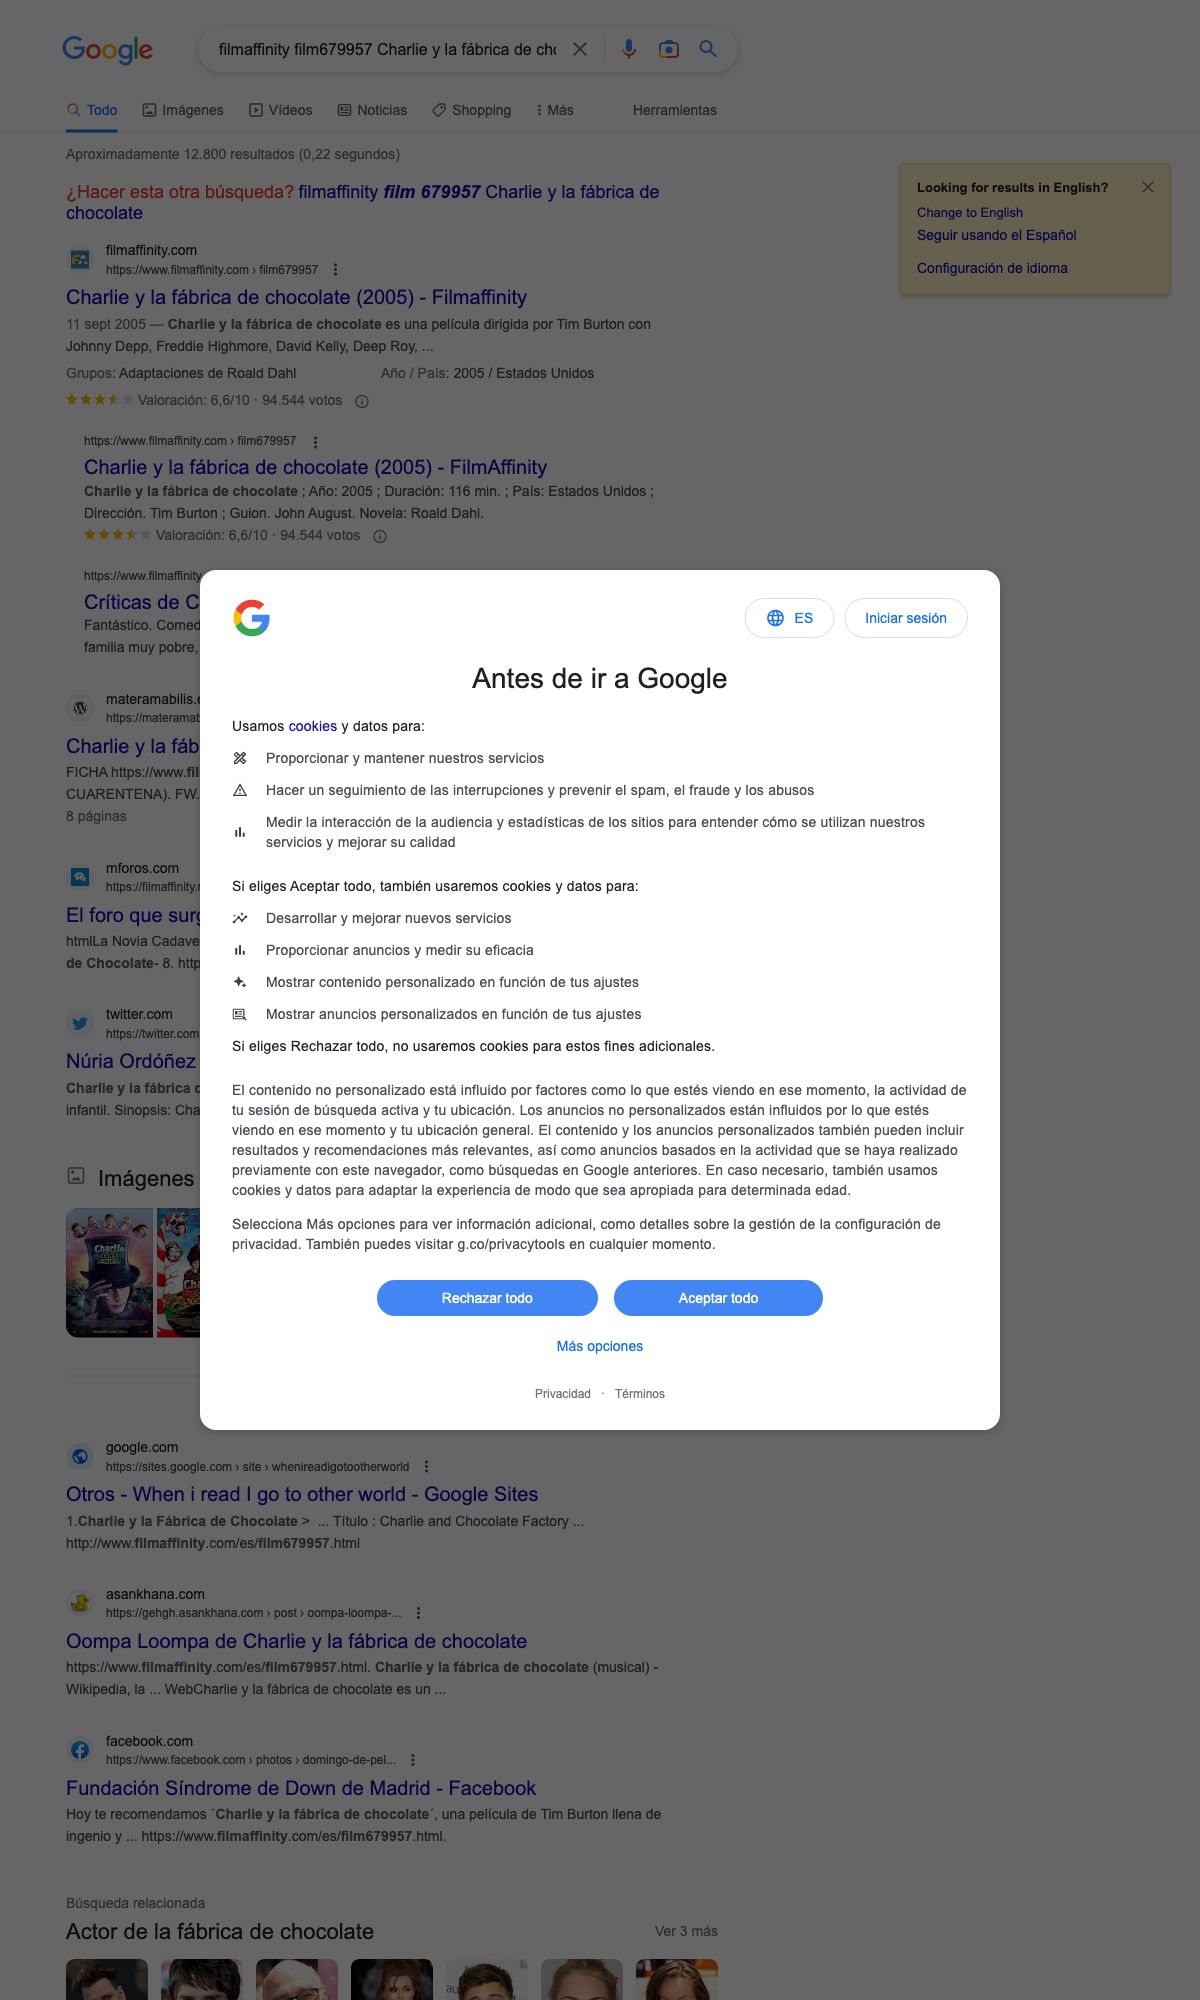 Google
filmaffinity film679957 Charlie y la fábrica de cho
Todo Imágenes Vídeos Noticias Shopping Más Herramientas
Aproximadamente 12.800 resultados (0,22 segundos)
¿Hacer esta otra búsqueda? filmaffinity film 679957 Charlie y la fábrica de
chocolate
Looking for results in English?
Change to English
Seguir usando el Español
Configuración de idioma
filmaffinity.com
https://www.filmaffinity.com › film679957
Charlie y la fábrica de chocolate (2005) - Filmaffinity
11 sept 2005 — Charlie y la fábrica de chocolate es una película dirigida por Tim Burton con
Johnny Depp, Freddie Highmore, David Kelly, Deep Roy, ...
Grupos: Adaptaciones de Roald Dahl Año / País: 2005 / Estados Unidos
Valoración: 6,6/10 · 94.544 votos
https://www.filmaffinity.com › film679957
Charlie y la fábrica de chocolate (2005) - FilmAffinity
Charlie y la fábrica de chocolate ; Año: 2005 ; Duración: 116 min. ; País: Estados Unidos ;
Dirección. Tim Burton ; Guion. John August. Novela: Roald Dahl.
Valoración: 6,6/10 · 94.544 votos
https://www.filmaffinity
Críticas de C
Fantástico. Comed
familia muy pobre,
materamabilis.e
https://materamab
Charlie y la fáb
FICHA https://www.fil
CUARENTENA). FW.
8 páginas
mforos.com
https://filmaffinity.
El foro que surg
htmlLa Novia Cadave
de Chocolate- 8. http
twitter.com
https://twitter.com
Núria Ordóñez
Charlie y la fábrica d
infantil. Sinopsis: Cha
Imágenes
Charlie
ES Iniciar sesión
Antes de ir a Google
Usamos cookies y datos para:
Proporcionar y mantener nuestros servicios
Hacer un seguimiento de las interrupciones y prevenir el spam, el fraude y los abusos
Medir la interacción de la audiencia y estadísticas de los sitios para entender cómo se utilizan nuestros
servicios y mejorar su calidad
Si eliges Aceptar todo, también usaremos cookies y datos para:
Desarrollar y mejorar nuevos servicios
Proporcionar anuncios y medir su eficacia
Mostrar contenido personalizado en función de tus ajustes
Mostrar anuncios personalizados en función de tus ajustes
Si eliges Rechazar todo, no usaremos cookies para estos fines adicionales.
El contenido no personalizado está influido por factores como lo que estés viendo en ese momento, la actividad de
tu sesión de búsqueda activa y tu ubicación. Los anuncios no personalizados están influidos por lo que estés
viendo en ese momento y tu ubicación general. El contenido y los anuncios personalizados también pueden incluir
resultados y recomendaciones más relevantes, así como anuncios basados en la actividad que se haya realizado
previamente con este navegador, como búsquedas en Google anteriores. En caso necesario, también usamos
cookies y datos para adaptar la experiencia de modo que sea apropiada para determinada edad.
Selecciona Más opciones para ver información adicional, como detalles sobre la gestión de la configuración de
privacidad. También puedes visitar g.co/privacytools en cualquier momento.
Rechazar todo Aceptar todo
Más opciones
Privacidad · Términos
google.com
https://sites.google.com › site › whenireadigotootherworld
Otros - When i read I go to other world - Google Sites
1.Charlie y la Fábrica de Chocolate > ... Título : Charlie and Chocolate Factory ...
http://www.filmaffinity.com/es/film679957.html
asankhana.com
https://gehgh.asankhana.com › post › oompa-loompa-...
Oompa Loompa de Charlie y la fábrica de chocolate
https://www.filmaffinity.com/es/film679957.html. Charlie y la fábrica de chocolate (musical) -
Wikipedia, la ... WebCharlie y la fábrica de chocolate es un ...
facebook.com
https://www.facebook.com › photos › domingo-de-pel...
Fundación Síndrome de Down de Madrid - Facebook
Hoy te recomendamos `Charlie y la fábrica de chocolate´, una película de Tim Burton llena de
ingenio y ... https://www.filmaffinity.com/es/film679957.html.
Búsqueda relacionada
Actor de la fábrica de chocolate Ver 3 más